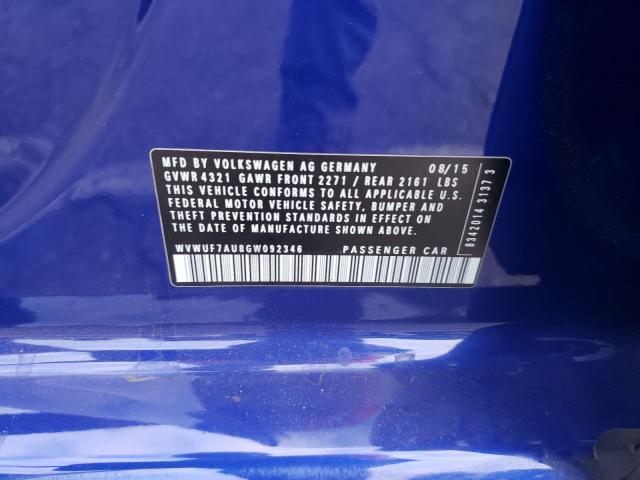 MFD BY VOLKSWAGEN AG GERMANY 08/15
GVWR 4321 GAWR FRONT 2271 / REAR 2161 LBS
THIS VEHICLE CONFORMS TO ALL APPLICABLE U.S.
FEDERAL MOTOR VEHICLE SAFETY, BUMPER AND
THEFT PREVENTION STANDARDS IN EFFECT ON THE
DATE OF MANUFACTURE SHOWN ABOVE.
WVWUF7AU8GW092346 PASSENGER CAR
8342014 3137 3